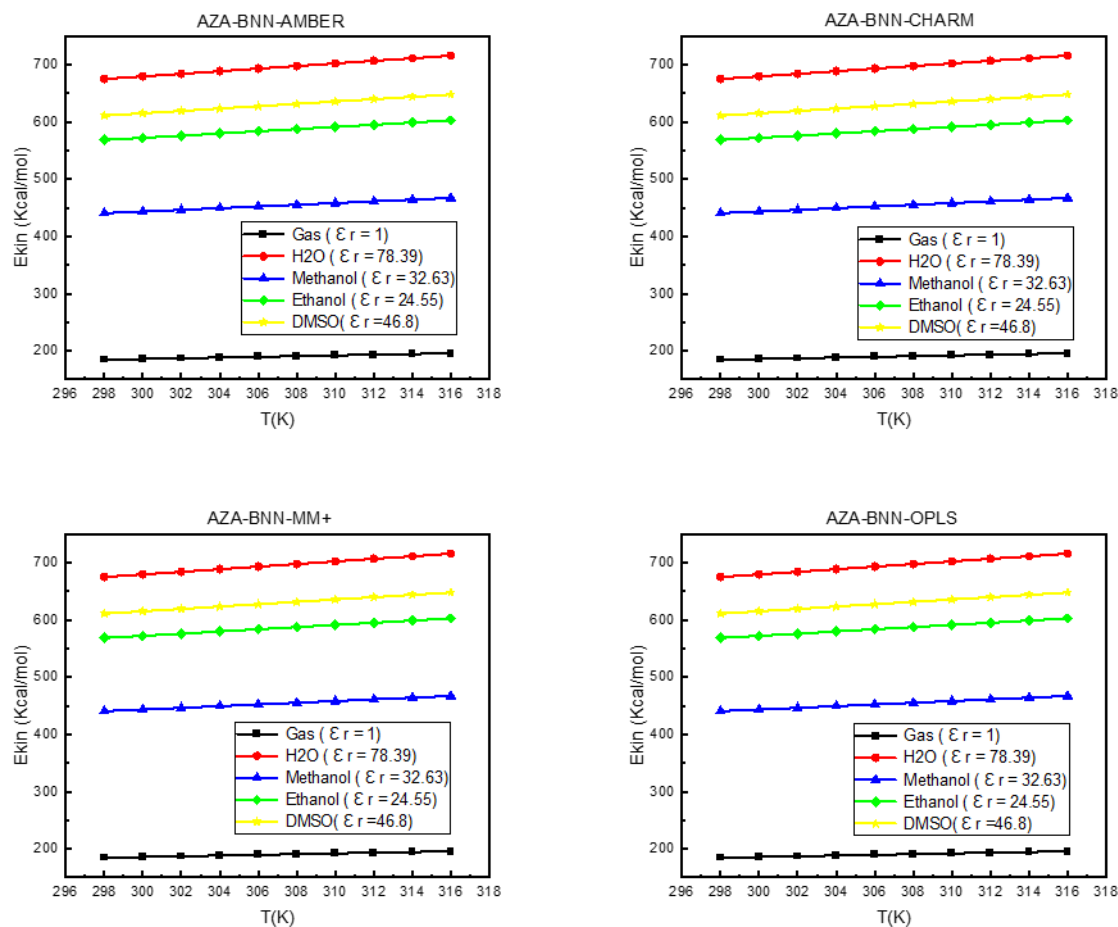 AZA-BNN-AMBER
Ekin (Kcal/mol)
700
600
500
400
300
200
Gas ( Ɛ r = 1)
H2O ( Ɛ r = 78.39)
Methanol ( Ɛ r = 32.63)
Ethanol ( Ɛ r = 24.55)
DMSO( Ɛ r =46.8)
296 298 300 302 304 306 308 310 312 314 316 318
T(K)
AZA-BNN-CHARM
Ekin (Kcal/mol)
700
600
500
400
300
200
Gas ( Ɛ r = 1)
H2O ( Ɛ r = 78.39)
Methanol ( Ɛ r = 32.63)
Ethanol ( Ɛ r = 24.55)
DMSO( Ɛ r =46.8)
296 298 300 302 304 306 308 310 312 314 316 318
T(K)
AZA-BNN-MM+
Ekin (Kcal/mol)
700
600
500
400
300
200
Gas ( Ɛ r = 1)
H2O ( Ɛ r = 78.39)
Methanol ( Ɛ r = 32.63)
Ethanol ( Ɛ r = 24.55)
DMSO( Ɛ r =46.8)
296 298 300 302 304 306 308 310 312 314 316 318
T(K)
AZA-BNN-OPLS
Ekin (Kcal/mol)
700
600
500
400
300
200
Gas ( Ɛ r = 1)
H2O ( Ɛ r = 78.39)
Methanol ( Ɛ r = 32.63)
Ethanol ( Ɛ r = 24.55)
DMSO( Ɛ r =46.8)
296 298 300 302 304 306 308 310 312 314 316 318
T(K)